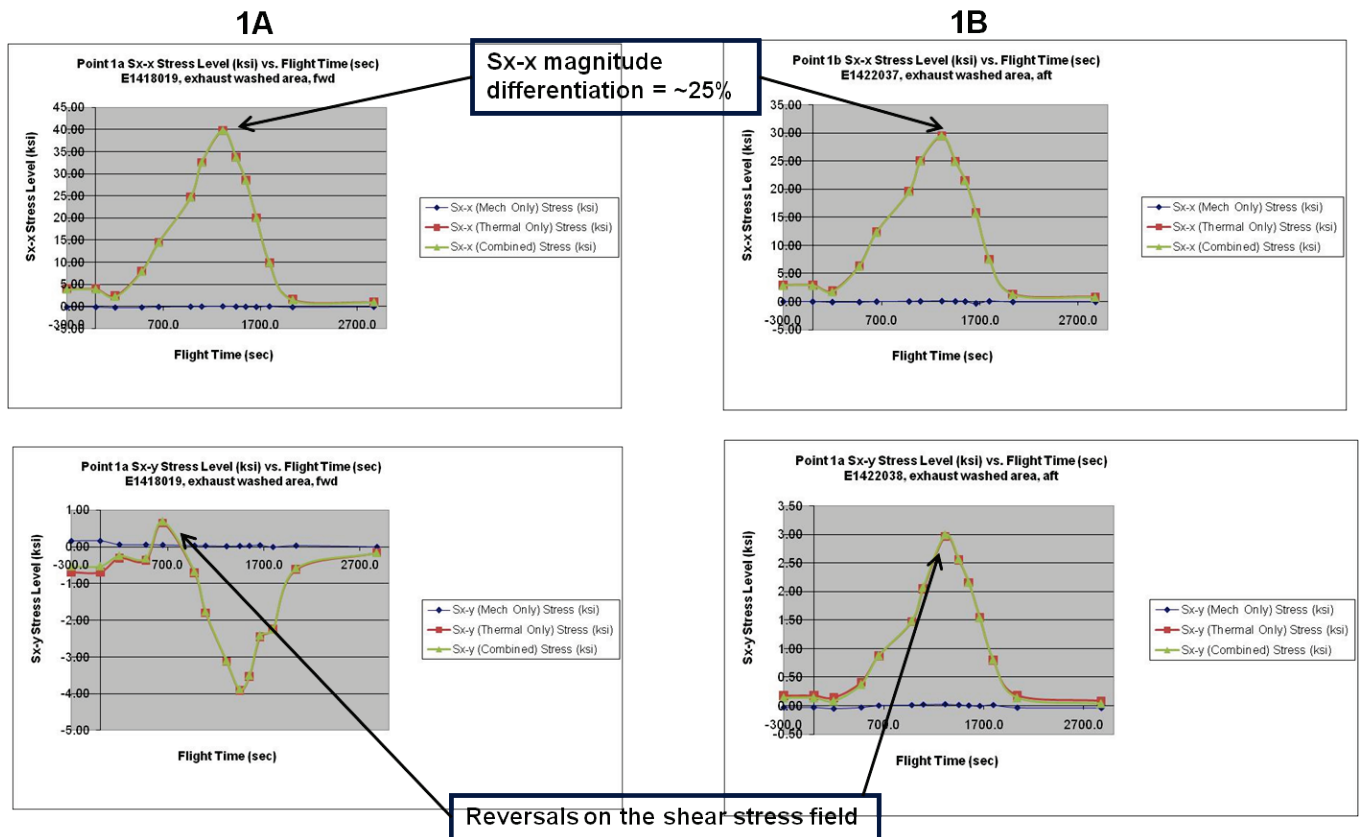 1A
1B
Sx-x magnitude
differentiation = ~25%
Point 1a Sx-x Stress Level (ksi) vs. Flight Time (sec)
E1418019, exhaust washed area, fwd
Sx-x Stress Level (ksi)
45.00
40.00
35.00
30.00
25.00
20.00
15.00
10.00
5.00
0.00
-5.00
-300.0
700.0
1700.0
2700.0
Flight Time (sec)
Sx-x (Mech Only) Stress (ksi)
Sx-x (Thermal Only) Stress (ksi)
Sx-x (Combined) Stress (ksi)
Point 1b Sx-x Stress Level (ksi) vs. Flight Time (sec)
E1422037, exhaust washed area, aft
Sx-x Stress Level (ksi)
35.00
30.00
25.00
20.00
15.00
10.00
5.00
0.00
-5.00
-300.0
700.0
1700.0
2700.0
Flight Time (sec)
Sx-x (Mech Only) Stress (ksi)
Sx-x (Thermal Only) Stress (ksi)
Sx-x (Combined) Stress (ksi)
Point 1a Sx-y Stress Level (ksi) vs. Flight Time (sec)
E1418019, exhaust washed area, fwd
Sx-y Stress Level (ksi)
1.00
0.00
-1.00
-2.00
-3.00
-4.00
-5.00
-300.0
700.0
1700.0
2700.0
Flight Time (sec)
Sx-y (Mech Only) Stress (ksi)
Sx-y (Thermal Only) Stress (ksi)
Sx-y (Combined) Stress (ksi)
Point 1a Sx-y Stress Level (ksi) vs. Flight Time (sec)
E1422038, exhaust washed area, aft
Sx-y Stress Level (ksi)
3.50
3.00
2.50
2.00
1.50
1.00
0.50
0.00
-0.50
-300.0
700.0
1700.0
2700.0
Flight Time (sec)
Sx-y (Mech Only) Stress (ksi)
Sx-y (Thermal Only) Stress (ksi)
Sx-y (Combined) Stress (ksi)
Reversals on the shear stress field